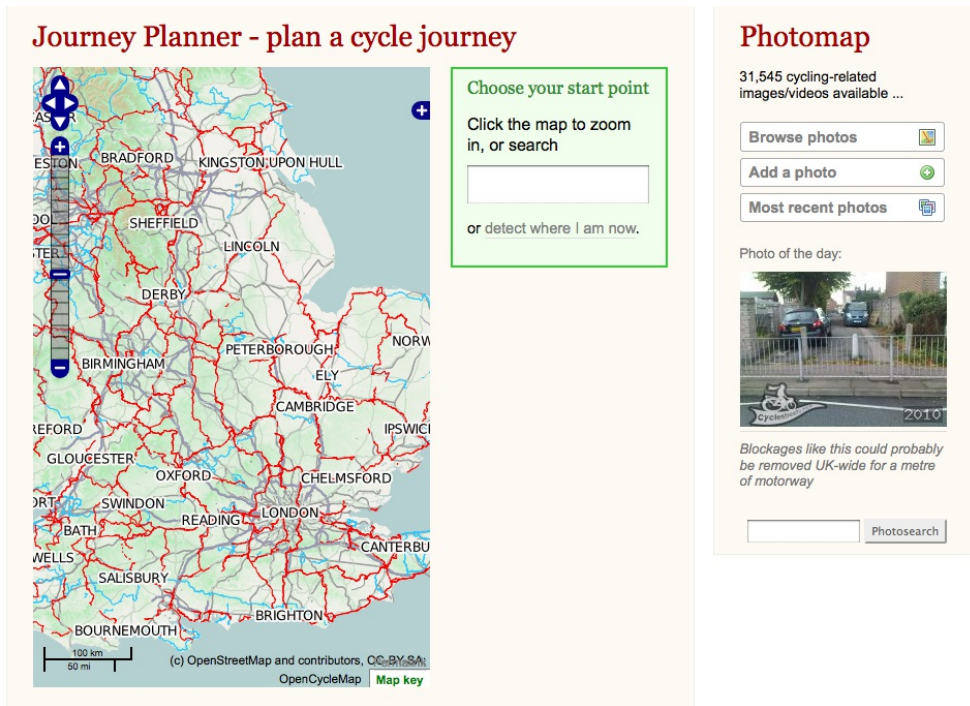 Journey Planner - plan a cycle journey
BRADFORD
KINGSTON UPON HULL
SHEFFIELD
LINCOLN
DERBY
PETERBOROUGH
NORW
BIRMINGHAM
ELY
CAMBRIDGE
REFORD
IPSWIC
GLOUCESTER
OXFORD
CHELMSFORD
SWINDON
READING
LONDON
BATH
CANTERBU
WELLS
SALISBURY
BRIGHTON
BOURNEMOUTH
100 km
50 mi
(c) OpenStreetMap and contributors, CC-BY-SA
OpenCycleMap
Map key
Choose your start point
Click the map to zoom
in, or search
or detect where I am now.
Photomap
31,545 cycling-related
images/videos available ...
Browse photos
Add a photo
Most recent photos
Photo of the day:
2010
Blockages like this could probably
be removed UK-wide for a metre
of motorway
Photosearch